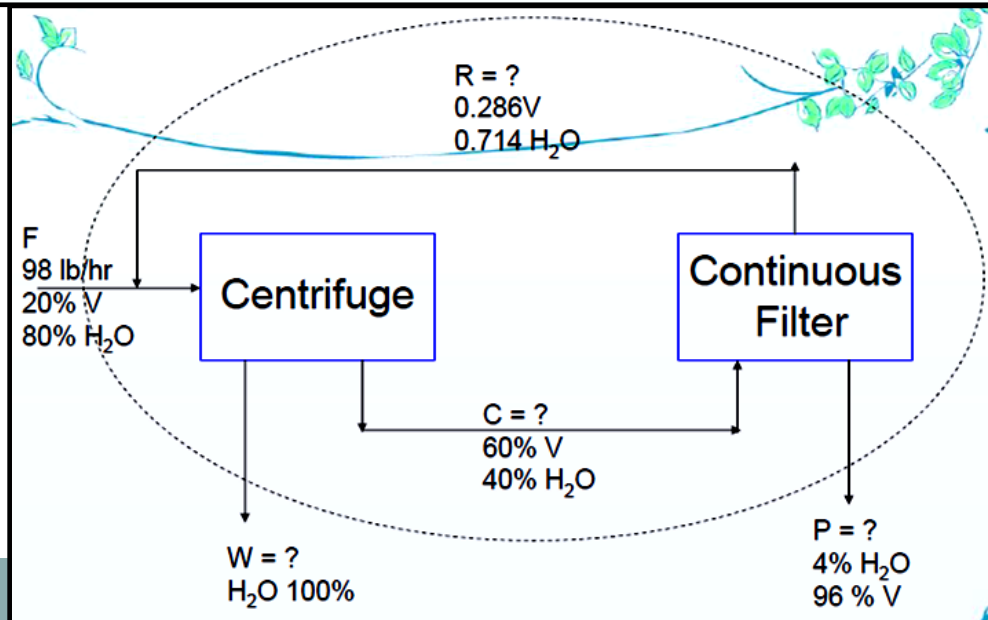 R = ?
0.286V
0.714 H₂O
F
98 lb/hr
20% V
80% H₂O
Centrifuge
Continuous
Filter
C = ?
60% V
40% H₂O
W = ?
H₂O 100%
P = ?
4% H₂O
96 % V